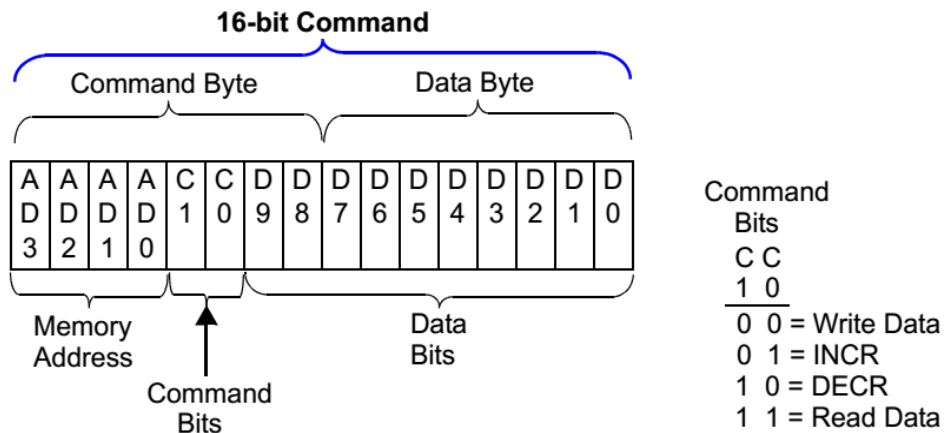 16-bit Command
Command Byte
Data Byte
A A A A C C D D D D D D D D D D
D D D D 1 0 9 8 7 6 5 4 3 2 1 0
3 2 1 0
Memory
Address
Command
Bits
Data
Bits
Command
Bits
C C
1 0
0 0 = Write Data
0 1 = INCR
1 0 = DECR
1 1 = Read Data